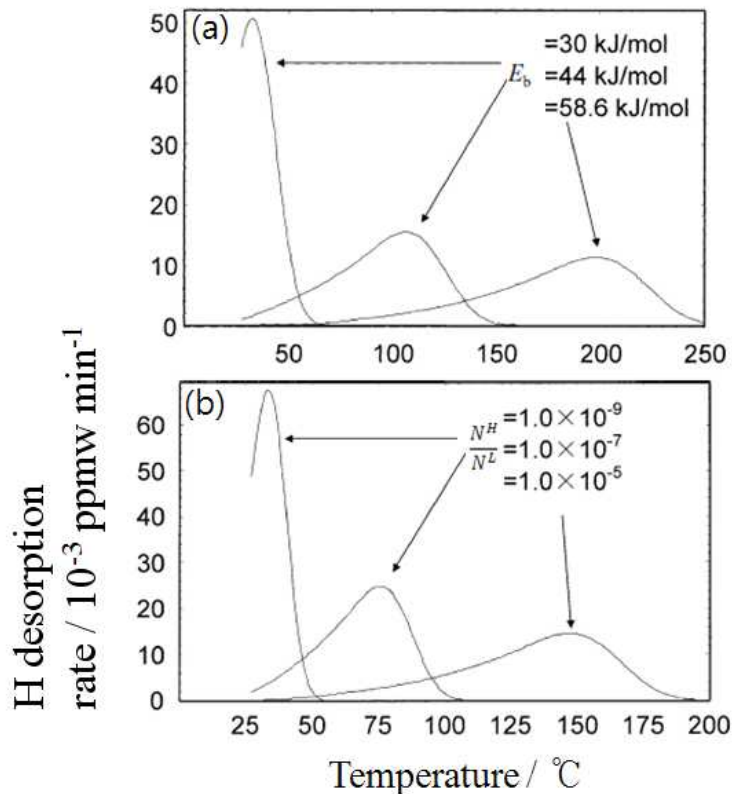 (a)
50
40
30
20
10
0
E_b
=30 kJ/mol
=44 kJ/mol
=58.6 kJ/mol
50 100 150 200 250
(b)
60
50
40
30
20
10
0
N^H/N^L
=1.0×10^-9
=1.0×10^-7
=1.0×10^-5
25 50 75 100 125 150 175 200
H desorption
rate / 10^-3 ppmw min^-1
Temperature / ℃